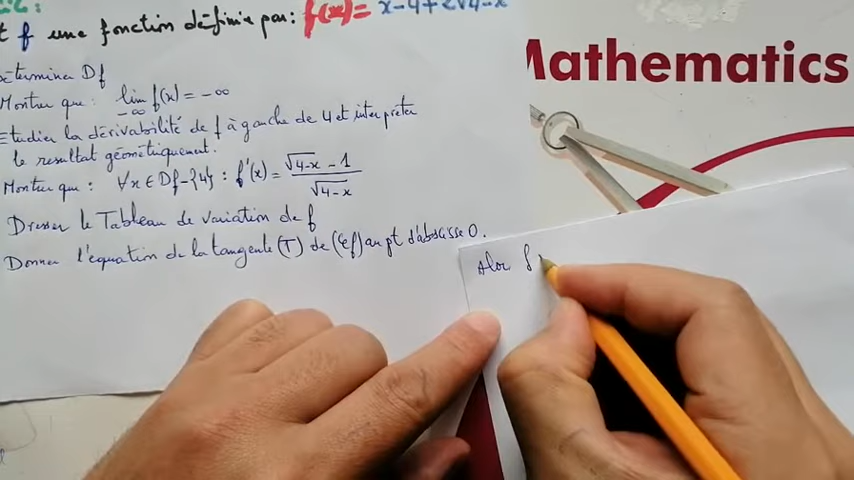 t f une fonction définie par : f(x) = x-4+2√4-x
éterminer Df
Montrer que : lim f(x) = -∞
-∞
Etudier la dérivabilité de f à gauche de 4 et interpréter
le resultat géométriquement.
Montrer que : ∀x ∈ Df-{4} : f'(x) = √4-x - 1 / √4-x
Dresser le Tableau de variation de f
Donner l'équation de la tangente (T) de (Cf) au pt d'abscisse 0.
Mathematics
Alor f